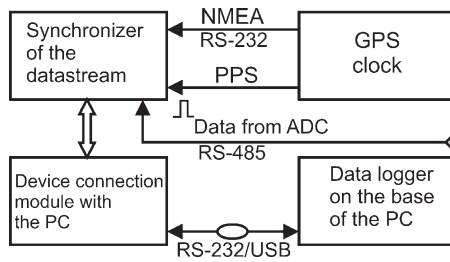 Synchronizer
of the
datastream
NMEA
RS-232
PPS
GPS
clock
Data from ADC
RS-485
Device connection
module with
the PC
Data logger
on the base
of the PC
RS-232/USB